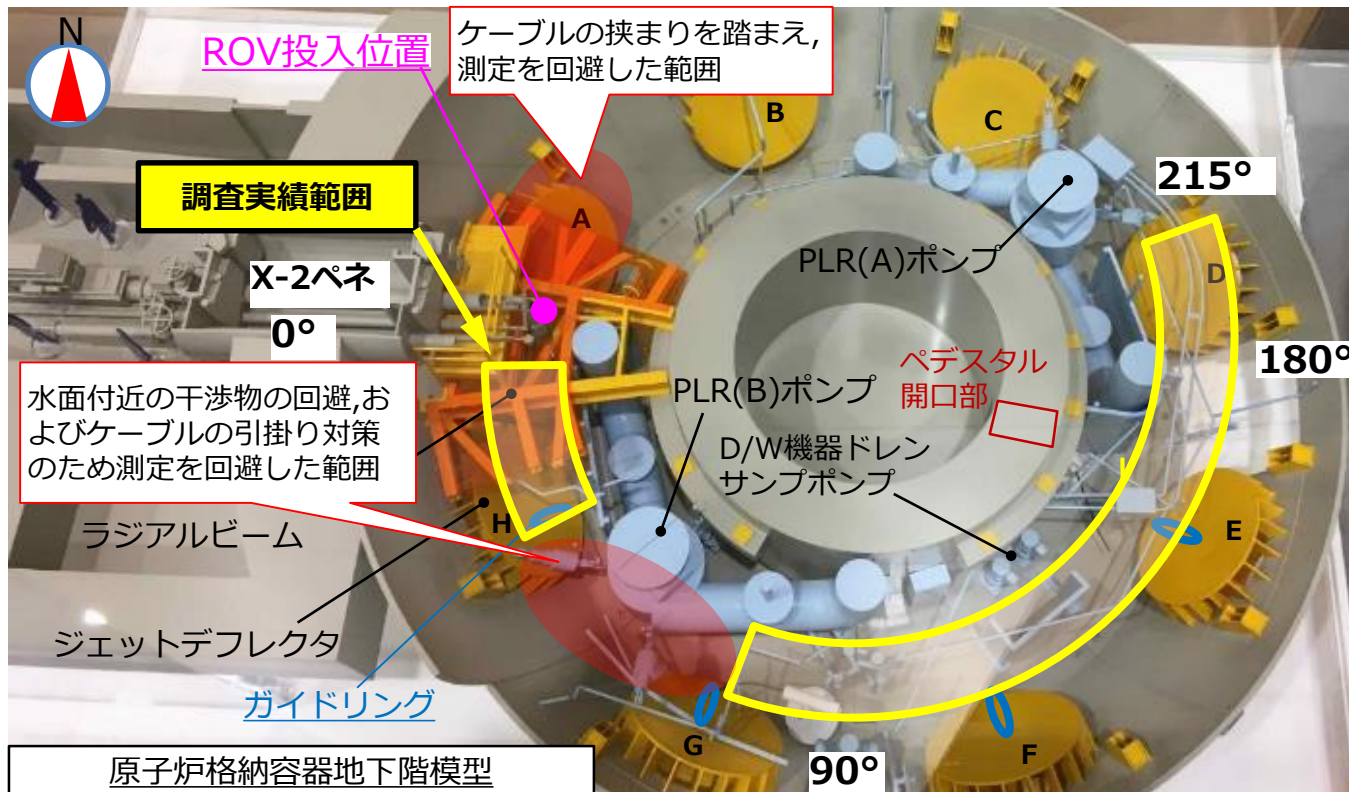 N
ROV投入位置
ケーブルの挟まりを踏まえ,
測定を回避した範囲
B
C
調査実績範囲
A
215°
PLR(A)ポンプ
X-2ペネ
0°
D
180°
ペデスタル
開口部
水面付近の干渉物の回避,お
よびケーブルの引掛り対策
のため測定を回避した範囲
PLR(B)ポンプ
D/W機器ドレン
サンプポンプ
H
E
ラジアルビーム
ジェットデフレクタ
ガイドリング
G
F
90°
原子炉格納容器地下階模型